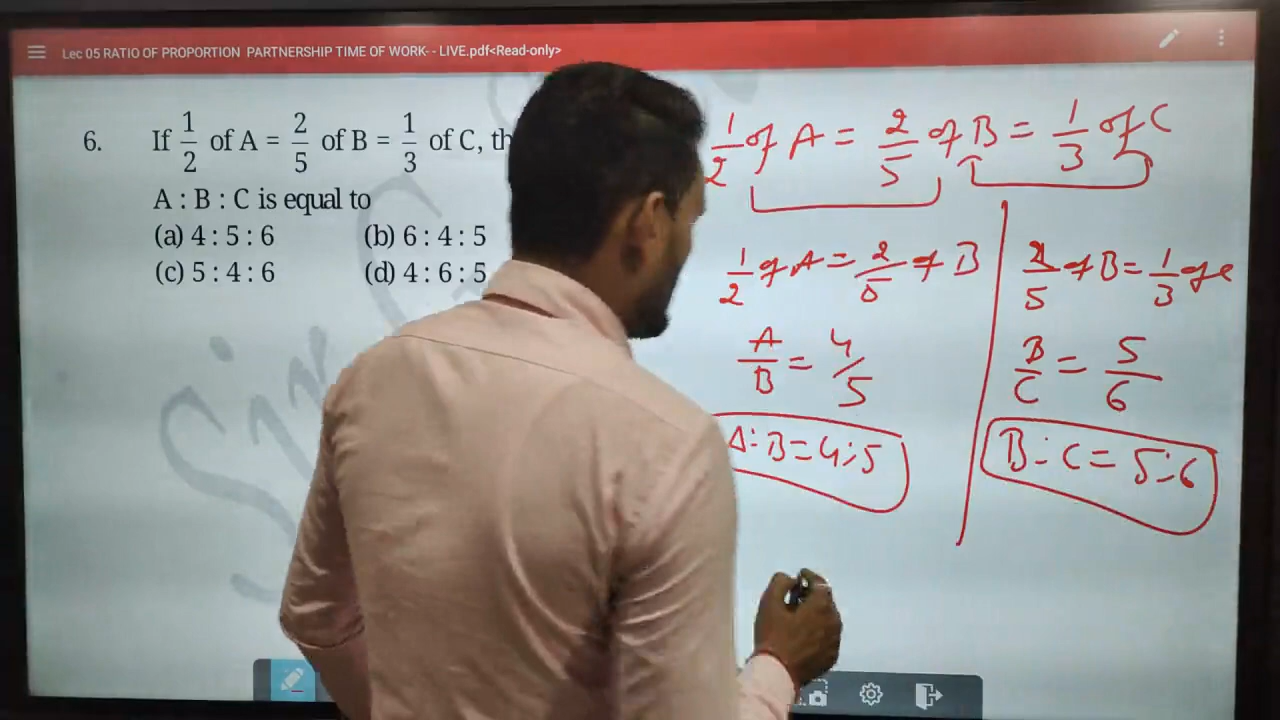 Lec 05 RATIO OF PROPORTION PARTNERSHIP TIME OF WORK- - LIVE.pdf<Read-only>
6. If 1/2 of A = 2/5 of B = 1/3 of C, th
A : B : C is equal to
(a) 4 : 5 : 6 (b) 6 : 4 : 5
(c) 5 : 4 : 6 (d) 4 : 6 : 5
1/2 of A = 2/5 of B = 1/3 of C
1/2 of A = 2/5 of B
A/B = 4/5
A : B = 4 : 5
2/5 of B = 1/3 of C
B/C = 5/6
B : C = 5 : 6